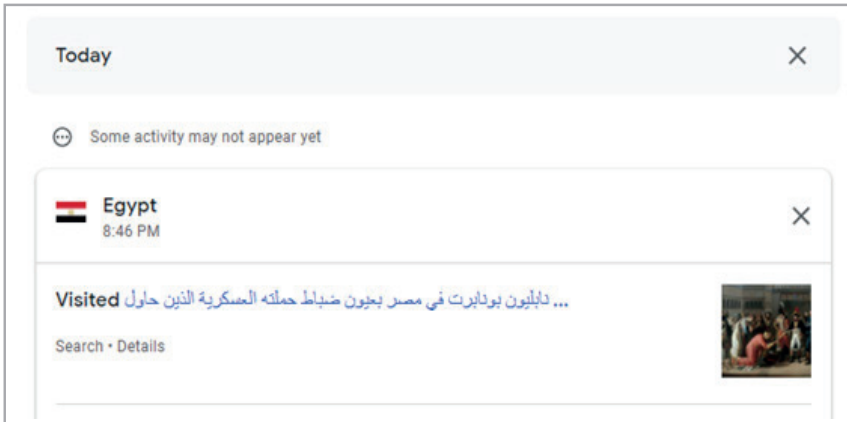 Today
Some activity may not appear yet
Egypt
8:46 PM
Visited نابليون بونابرت في مصر بعيون ضباط حملته العسكرية الذين حاول ...
Search • Details